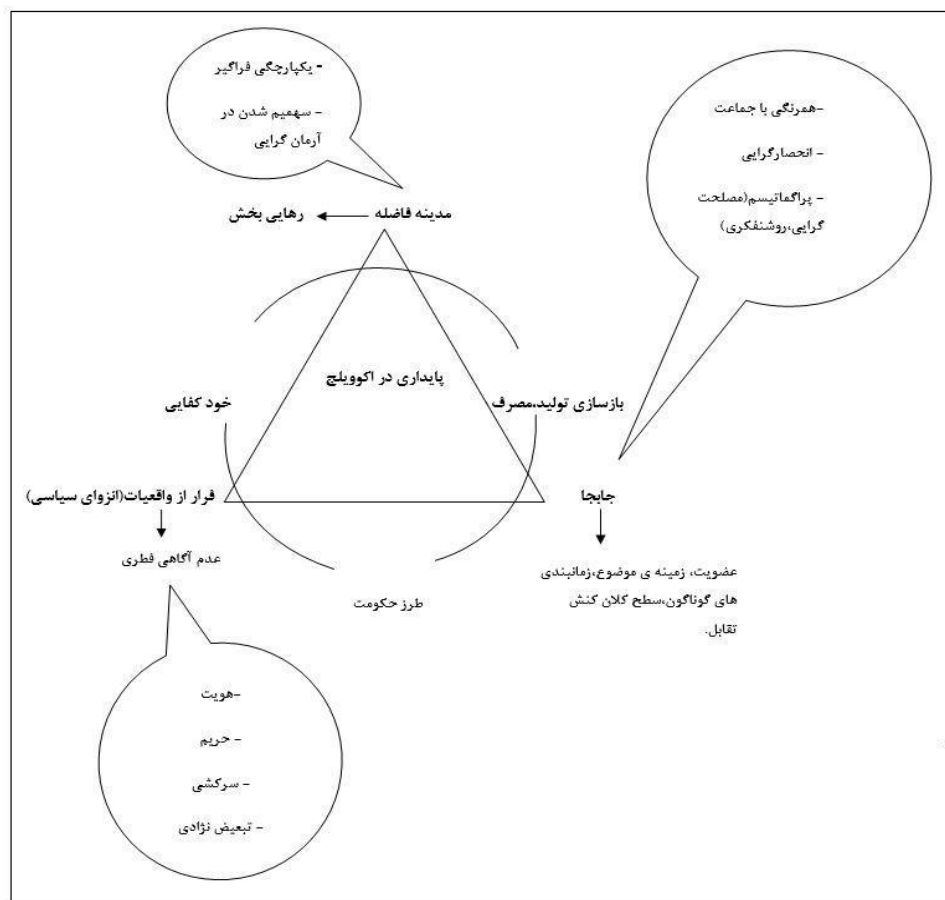 - یکپارچگی فراگیر
- سهمیم شدن در
آرمان گرایی
-همرنگی با جماعت
- انحصارگرایی
- پراگماتیسم(مصلحت
گرایی،روشنفکری)
مدینه فاضله
رهایی بخش
پایداری در اکوویلج
خود کفایی
بازسازی تولید،مصرف
فرار از واقعیات(انزوای سیاسی)
جابجا
عدم آگاهی فطری
عضویت، زمینه ی موضوع،زمانبندی
های گوناگون،سطح کلان کنش
تقابل.
طرز حکومت
-هویت
- حریم
- سرکشی
- تبعیض نژادی